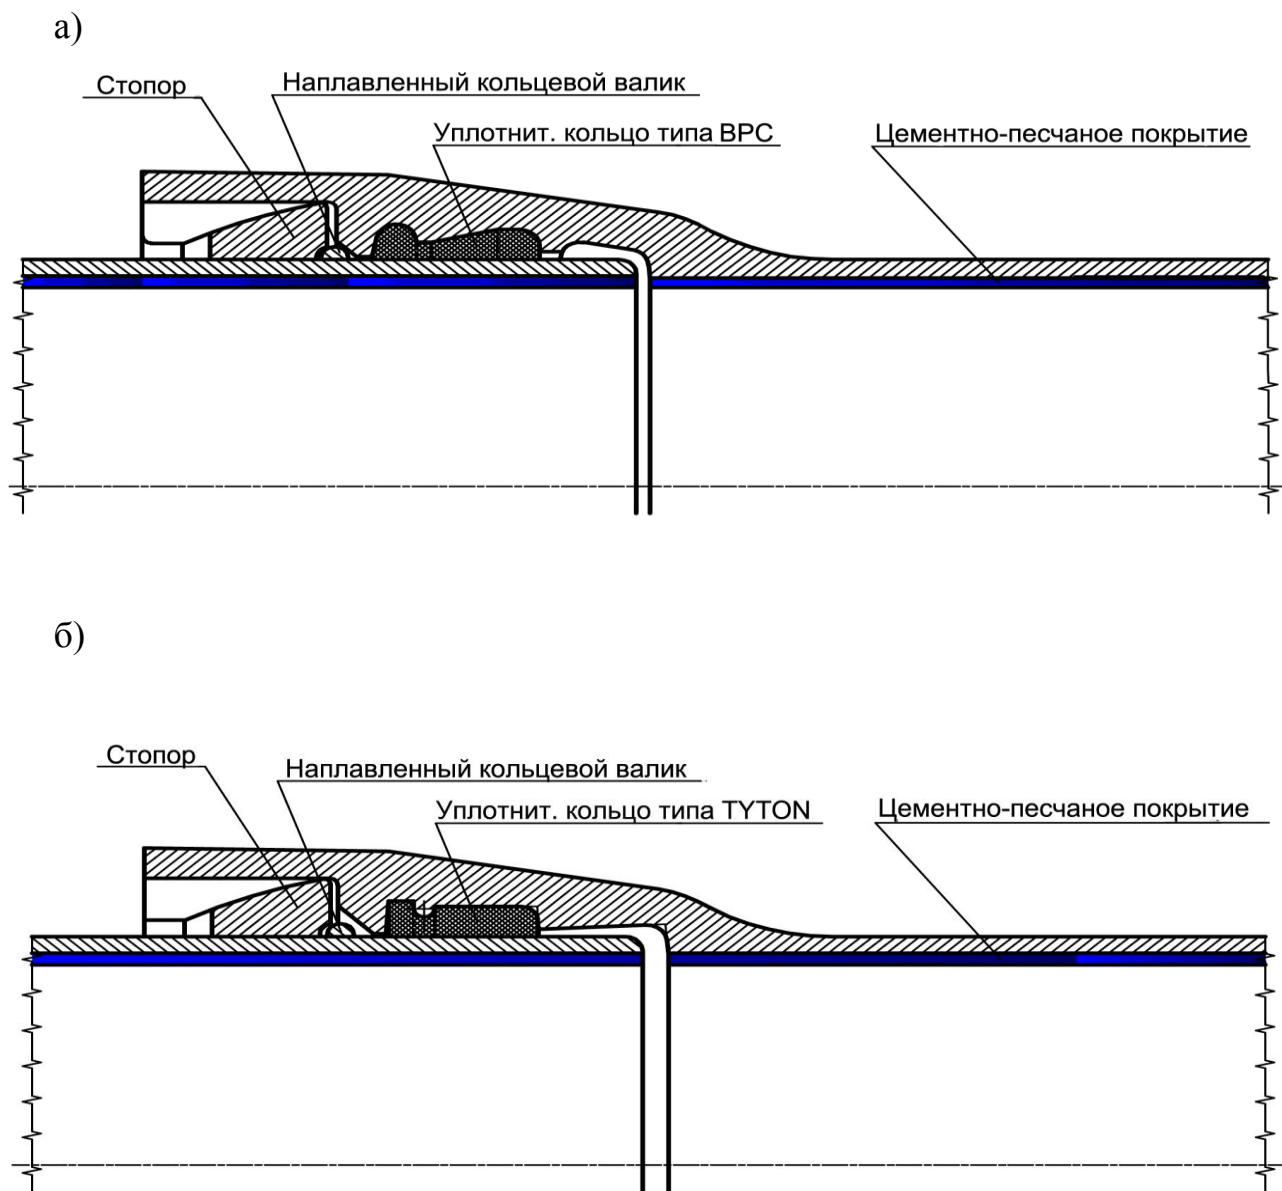 а)
Стопор
Наплавленный кольцевой валик
Уплотнит. кольцо типа ВРС
Цементно-песчаное покрытие
б)
Стопор
Наплавленный кольцевой валик
Уплотнит. кольцо типа TYTON
Цементно-песчаное покрытие